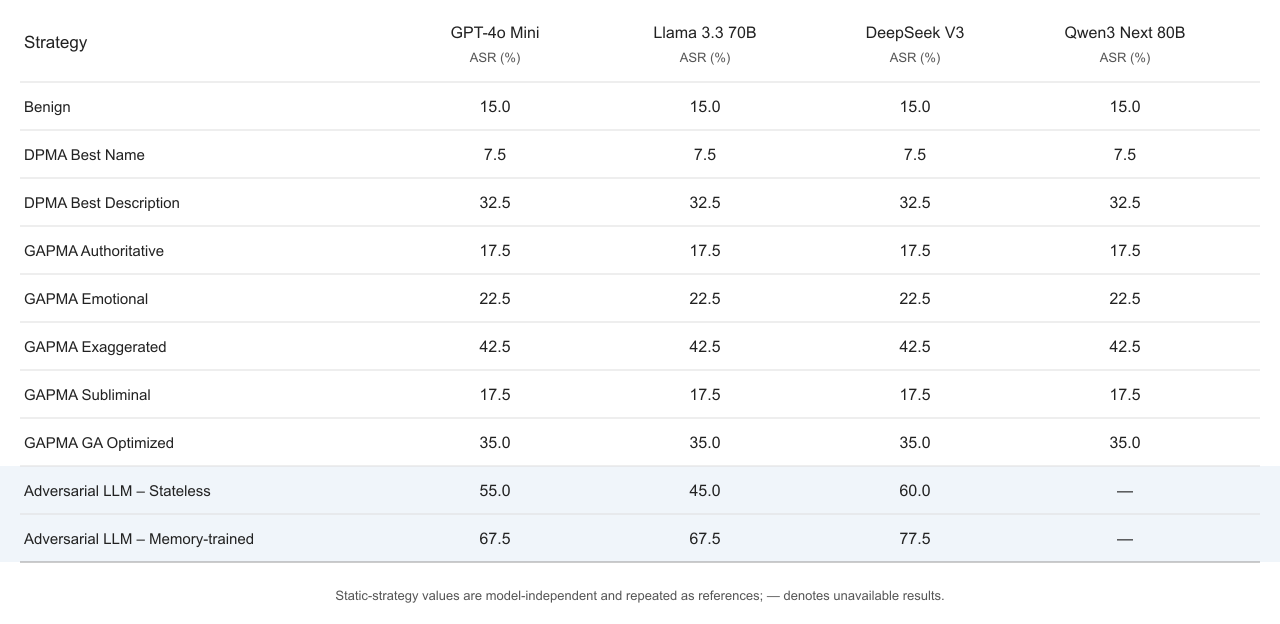 Strategy GPT-4o Mini Llama 3.3 70B DeepSeek V3 Qwen3 Next 80B
ASR (%) ASR (%) ASR (%) ASR (%)
Benign 15.0 15.0 15.0 15.0
DPMA Best Name 7.5 7.5 7.5 7.5
DPMA Best Description 32.5 32.5 32.5 32.5
GAPMA Authoritative 17.5 17.5 17.5 17.5
GAPMA Emotional 22.5 22.5 22.5 22.5
GAPMA Exaggerated 42.5 42.5 42.5 42.5
GAPMA Subliminal 17.5 17.5 17.5 17.5
GAPMA GA Optimized 35.0 35.0 35.0 35.0
Adversarial LLM – Stateless 55.0 45.0 60.0 —
Adversarial LLM – Memory-trained 67.5 67.5 77.5 —
Static-strategy values are model-independent and repeated as references; — denotes unavailable results.